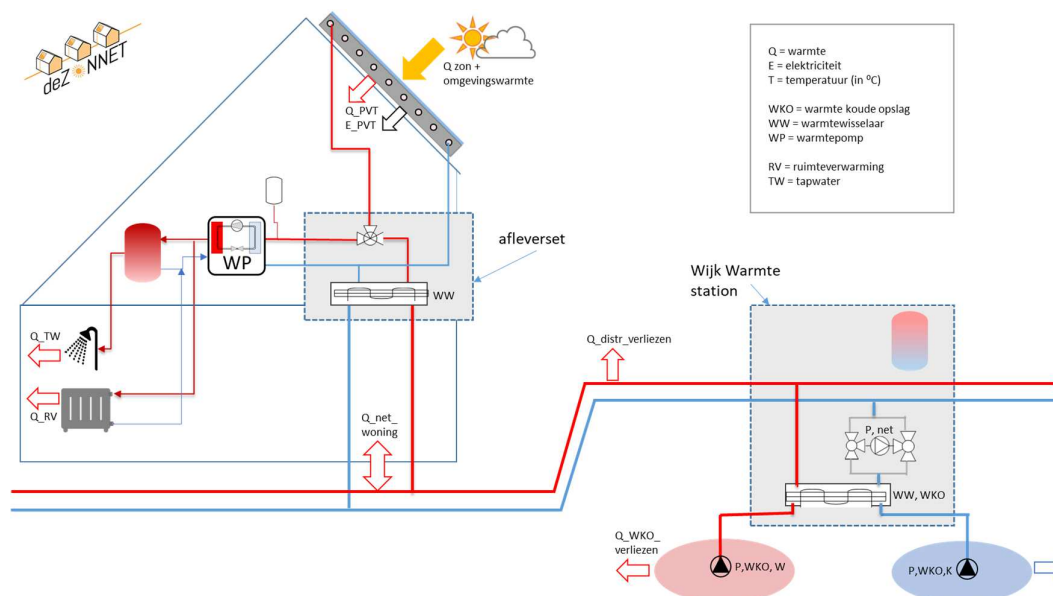 deZONNET
Q zon +
omgevingswarmte
Q_PVT
E_PVT
Q = warmte
E = elektriciteit
T = temperatuur (in ⁰C)
WKO = warmte koude opslag
WW = warmtewisselaar
WP = warmtepomp
RV = ruimteverwarming
TW = tapwater
afleverset
WP
WW
Wijk Warmte
station
Q_TW
Q_distr_verliezen
Q_RV
Q_net_
woning
P, net
WW, WKO
Q_WKO_
verliezen
P,WKO, W
P,WKO,K